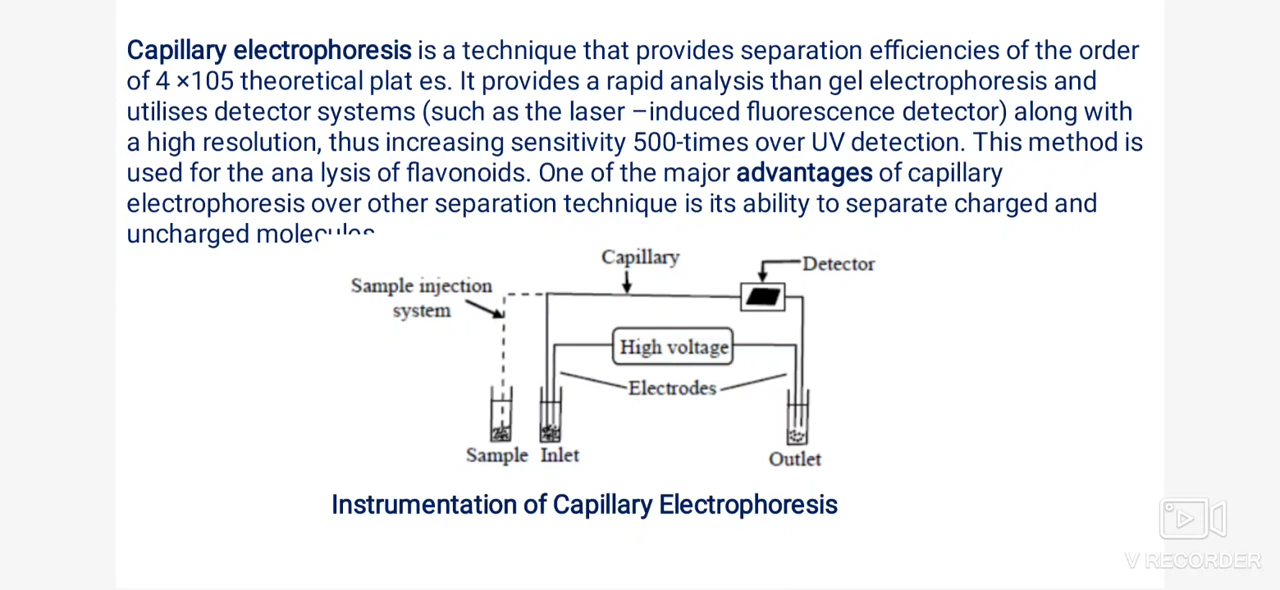 Capillary electrophoresis is a technique that provides separation efficiencies of the order
of 4 ×105 theoretical plat es. It provides a rapid analysis than gel electrophoresis and
utilises detector systems (such as the laser –induced fluorescence detector) along with
a high resolution, thus increasing sensitivity 500-times over UV detection. This method is
used for the ana lysis of flavonoids. One of the major advantages of capillary
electrophoresis over other separation technique is its ability to separate charged and
uncharged molecules
Capillary
Detector
Sample injection
system
High voltage
Electrodes
Sample Inlet
Outlet
Instrumentation of Capillary Electrophoresis
V RECORDER